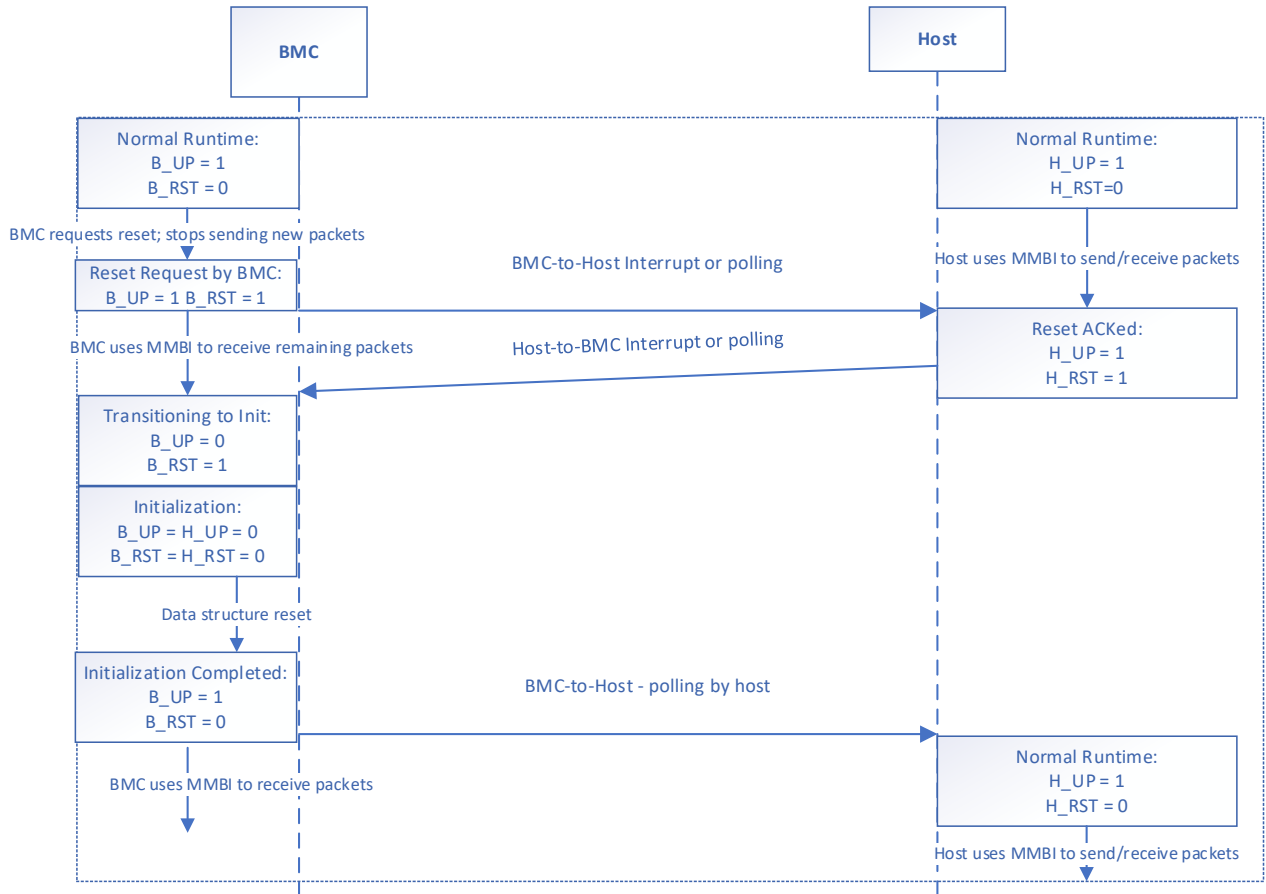 BMC
Host
Normal Runtime:
B_UP = 1
B_RST = 0
Normal Runtime:
H_UP = 1
H_RST=0
BMC requests reset; stops sending new packets
Host uses MMBI to send/receive packets
BMC-to-Host Interrupt or polling
Reset Request by BMC:
B_UP = 1 B_RST = 1
Reset ACKed:
H_UP = 1
H_RST = 1
Host-to-BMC Interrupt or polling
BMC uses MMBI to receive remaining packets
Transitioning to Init:
B_UP = 0
B_RST = 1
Initialization:
B_UP = H_UP = 0
B_RST = H_RST = 0
Data structure reset
Initialization Completed:
B_UP = 1
B_RST = 0
BMC-to-Host - polling by host
Normal Runtime:
H_UP = 1
H_RST = 0
BMC uses MMBI to receive packets
Host uses MMBI to send/receive packets